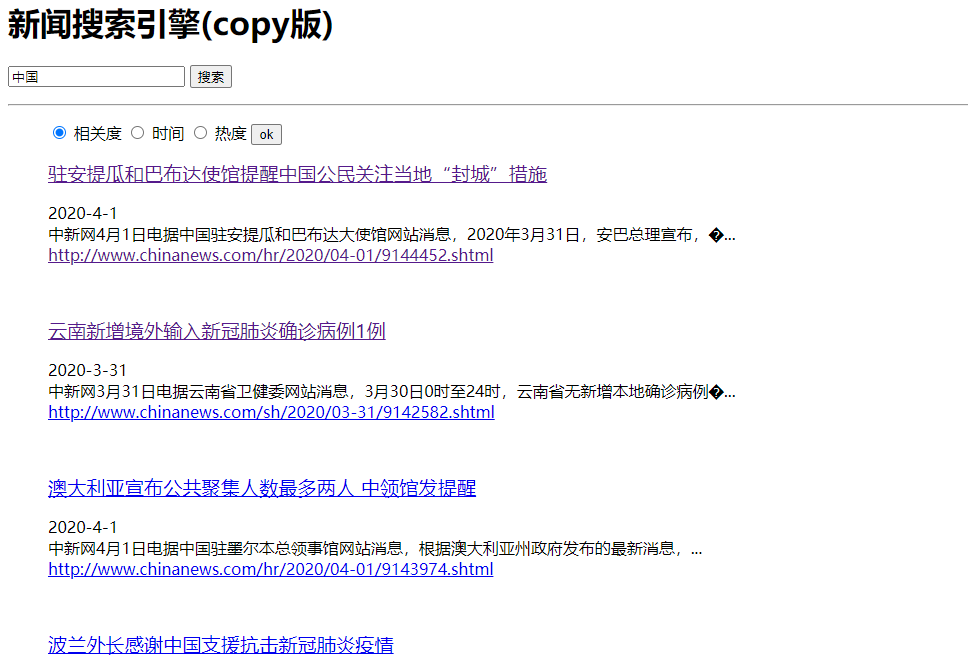 新闻搜索引擎(copy版)
中国 搜索
相关度 时间 热度 ok
驻安提瓜和巴布达使馆提醒中国公民关注当地“封城”措施
2020-4-1
中新网4月1日电据中国驻安提瓜和巴布达大使馆网站消息，2020年3月31日，安巴总理宣布，�...
http://www.chinanews.com/hr/2020/04-01/9144452.shtml
云南新增境外输入新冠肺炎确诊病例1例
2020-3-31
中新网3月31日电据云南省卫健委网站消息，3月30日0时至24时，云南省无新增本地确诊病例�...
http://www.chinanews.com/sh/2020/03-31/9142582.shtml
澳大利亚宣布公共聚集人数最多两人 中领馆发提醒
2020-4-1
中新网4月1日电据中国驻墨尔本总领事馆网站消息，根据澳大利亚州政府发布的最新消息，...
http://www.chinanews.com/hr/2020/04-01/9143974.shtml
波兰外长感谢中国支援抗击新冠肺炎疫情